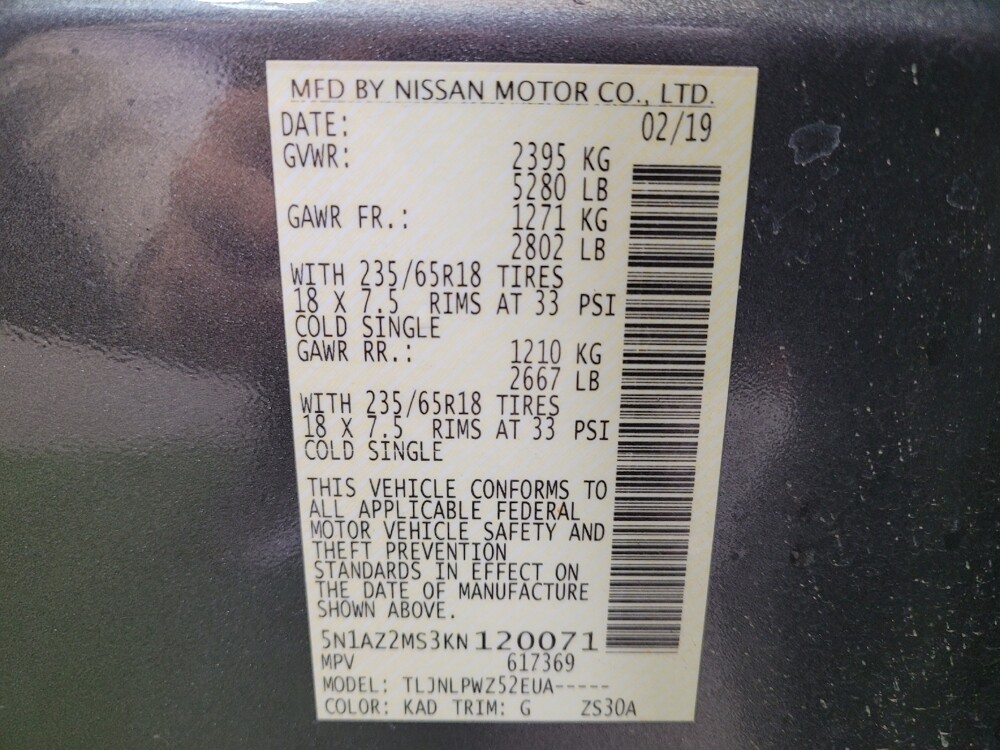 MFD BY NISSAN MOTOR CO., LTD.
DATE: 02/19
GVWR: 2395 KG
5280 LB
GAWR FR.: 1271 KG
2802 LB
WITH 235/65R18 TIRES
18 X 7.5 RIMS AT 33 PSI
COLD SINGLE
GAWR RR.: 1210 KG
2667 LB
WITH 235/65R18 TIRES
18 X 7.5 RIMS AT 33 PSI
COLD SINGLE
THIS VEHICLE CONFORMS TO
ALL APPLICABLE FEDERAL
MOTOR VEHICLE SAFETY AND
THEFT PREVENTION
STANDARDS IN EFFECT ON
THE DATE OF MANUFACTURE
SHOWN ABOVE.
5N1AZ2MS3KN120071
MPV 617369
MODEL: TLJNLPWZ52EUA-----
COLOR: KAD TRIM: G ZS30A